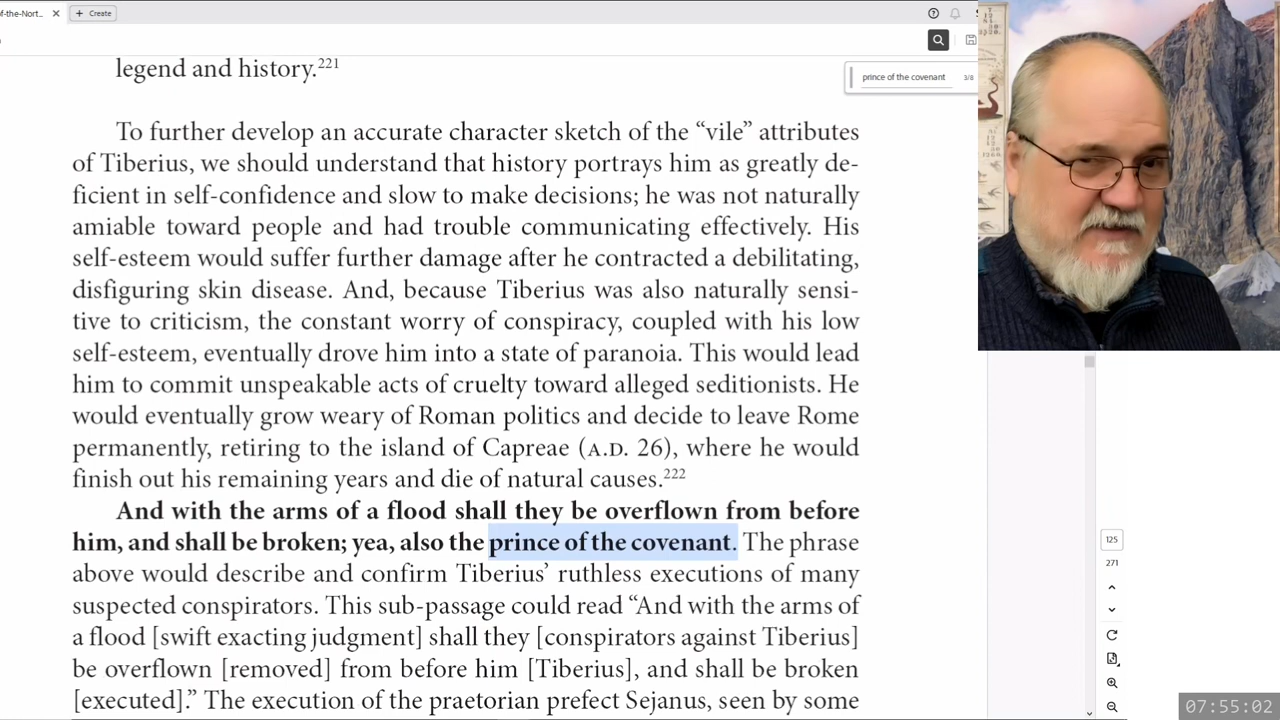 of-the-Nort... × + Create
prince of the covenant 3/8
legend and history.221
To further develop an accurate character sketch of the “vile” attributes
of Tiberius, we should understand that history portrays him as greatly de-
ficient in self-confidence and slow to make decisions; he was not naturally
amiable toward people and had trouble communicating effectively. His
self-esteem would suffer further damage after he contracted a debilitating,
disfiguring skin disease. And, because Tiberius was also naturally sensi-
tive to criticism, the constant worry of conspiracy, coupled with his low
self-esteem, eventually drove him into a state of paranoia. This would lead
him to commit unspeakable acts of cruelty toward alleged seditionists. He
would eventually grow weary of Roman politics and decide to leave Rome
permanently, retiring to the island of Capreae (A.D. 26), where he would
finish out his remaining years and die of natural causes.222
And with the arms of a flood shall they be overflown from before
him, and shall be broken; yea, also the prince of the covenant. The phrase
above would describe and confirm Tiberius’ ruthless executions of many
suspected conspirators. This sub-passage could read “And with the arms of
a flood [swift exacting judgment] shall they [conspirators against Tiberius]
be overflown [removed] from before him [Tiberius], and shall be broken
[executed].” The execution of the praetorian prefect Sejanus, seen by some
125
271
07:55:02